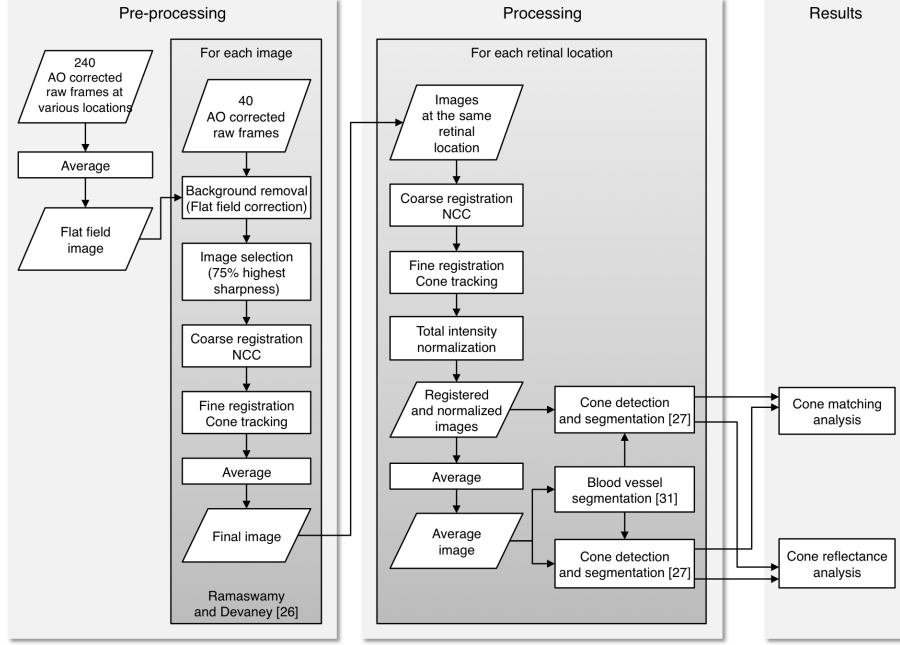 Pre-processing
240
AO corrected
raw frames at
various locations
Average
Flat field
image
For each image
40
AO corrected
raw frames
Background removal
(Flat field correction)
Image selection
(75% highest
sharpness)
Coarse registration
NCC
Fine registration
Cone tracking
Average
Final image
Ramaswamy
and Devaney [26]
Processing
For each retinal location
Images
at the same
retinal
location
Coarse registration
NCC
Fine registration
Cone tracking
Total intensity
normalization
Registered
and normalized
images
Average
Average
image
Cone detection
and segmentation [27]
Blood vessel
segmentation [31]
Cone detection
and segmentation [27]
Results
Cone matching
analysis
Cone reflectance
analysis